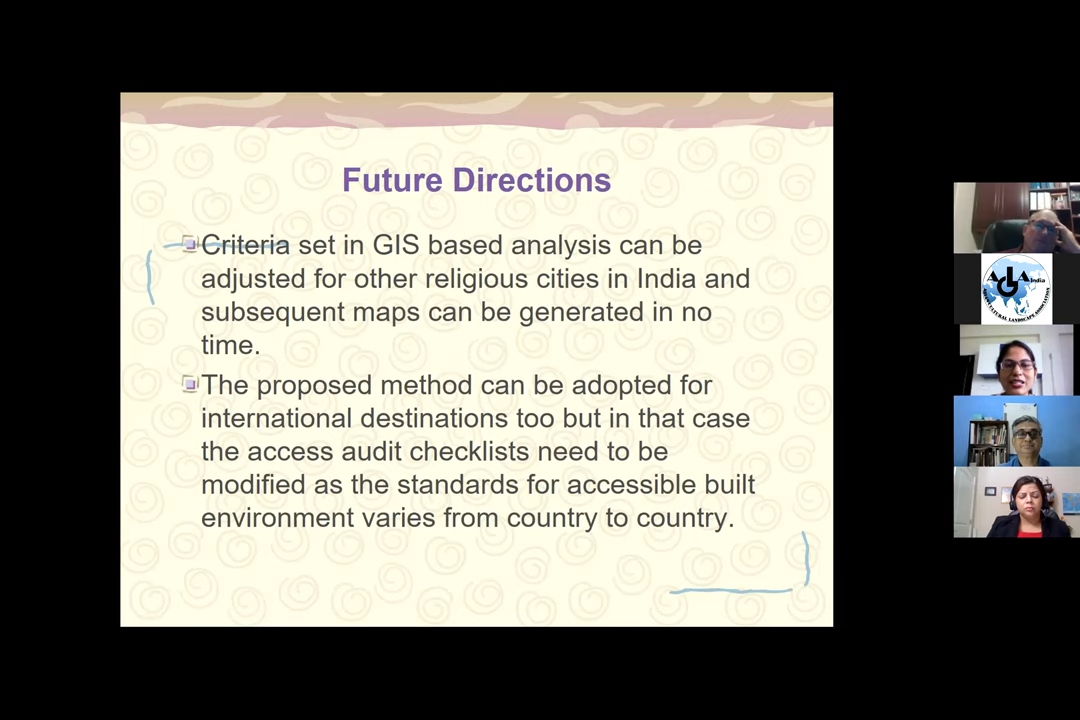 Future Directions
Criteria set in GIS based analysis can be
adjusted for other religious cities in India and
subsequent maps can be generated in no
time.
The proposed method can be adopted for
international destinations too but in that case
the access audit checklists need to be
modified as the standards for accessible built
environment varies from country to country.
India